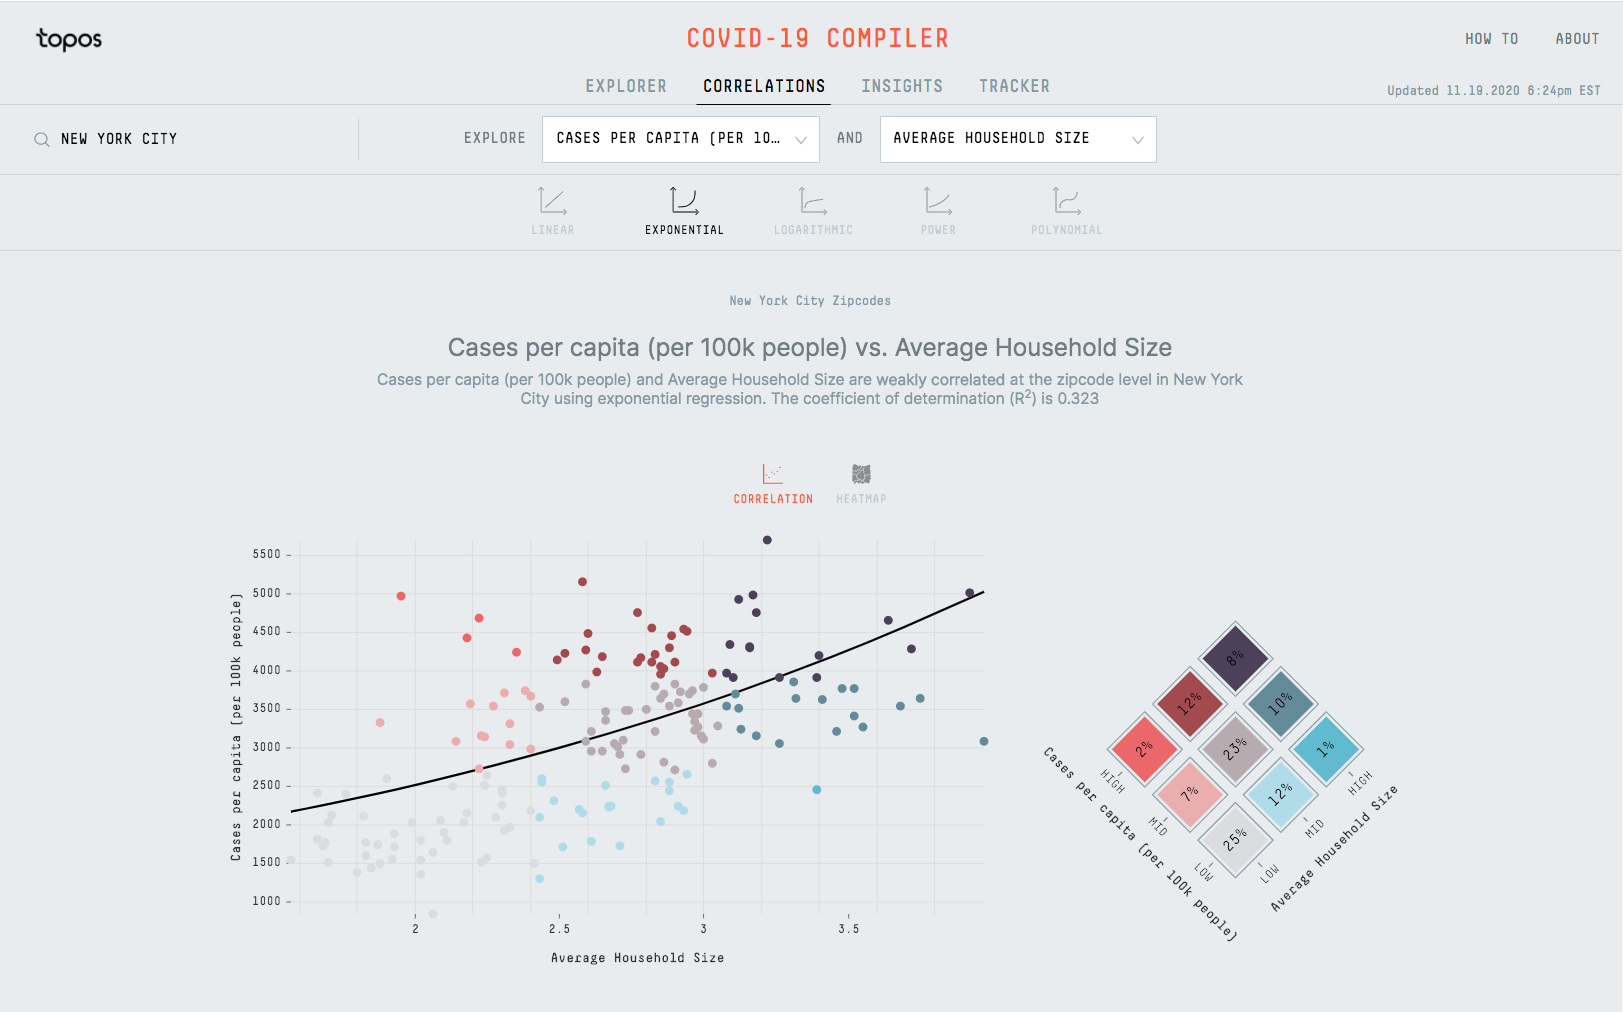 topos
COVID-19 COMPILER
HOW TO ABOUT
EXPLORER CORRELATIONS INSIGHTS TRACKER
Updated 11.19.2020 6:24pm EST
NEW YORK CITY
EXPLORE CASES PER CAPITA (PER 10… AND AVERAGE HOUSEHOLD SIZE
LINEAR EXPONENTIAL LOGARITHMIC POWER POLYNOMIAL
New York City Zipcodes
Cases per capita (per 100k people) vs. Average Household Size
Cases per capita (per 100k people) and Average Household Size are weakly correlated at the zipcode level in New York
City using exponential regression. The coefficient of determination (R²) is 0.323
CORRELATION HEATMAP
Cases per capita (per 100k people)
5500
5000
4500
4000
3500
3000
2500
2000
1500
1000
2 2.5 3 3.5
Average Household Size
8%
12% 10%
2% 23% 1%
7% 12%
25%
HIGH MID LOW
Cases per capita (per 100k people)
LOW MID HIGH
Average Household Size